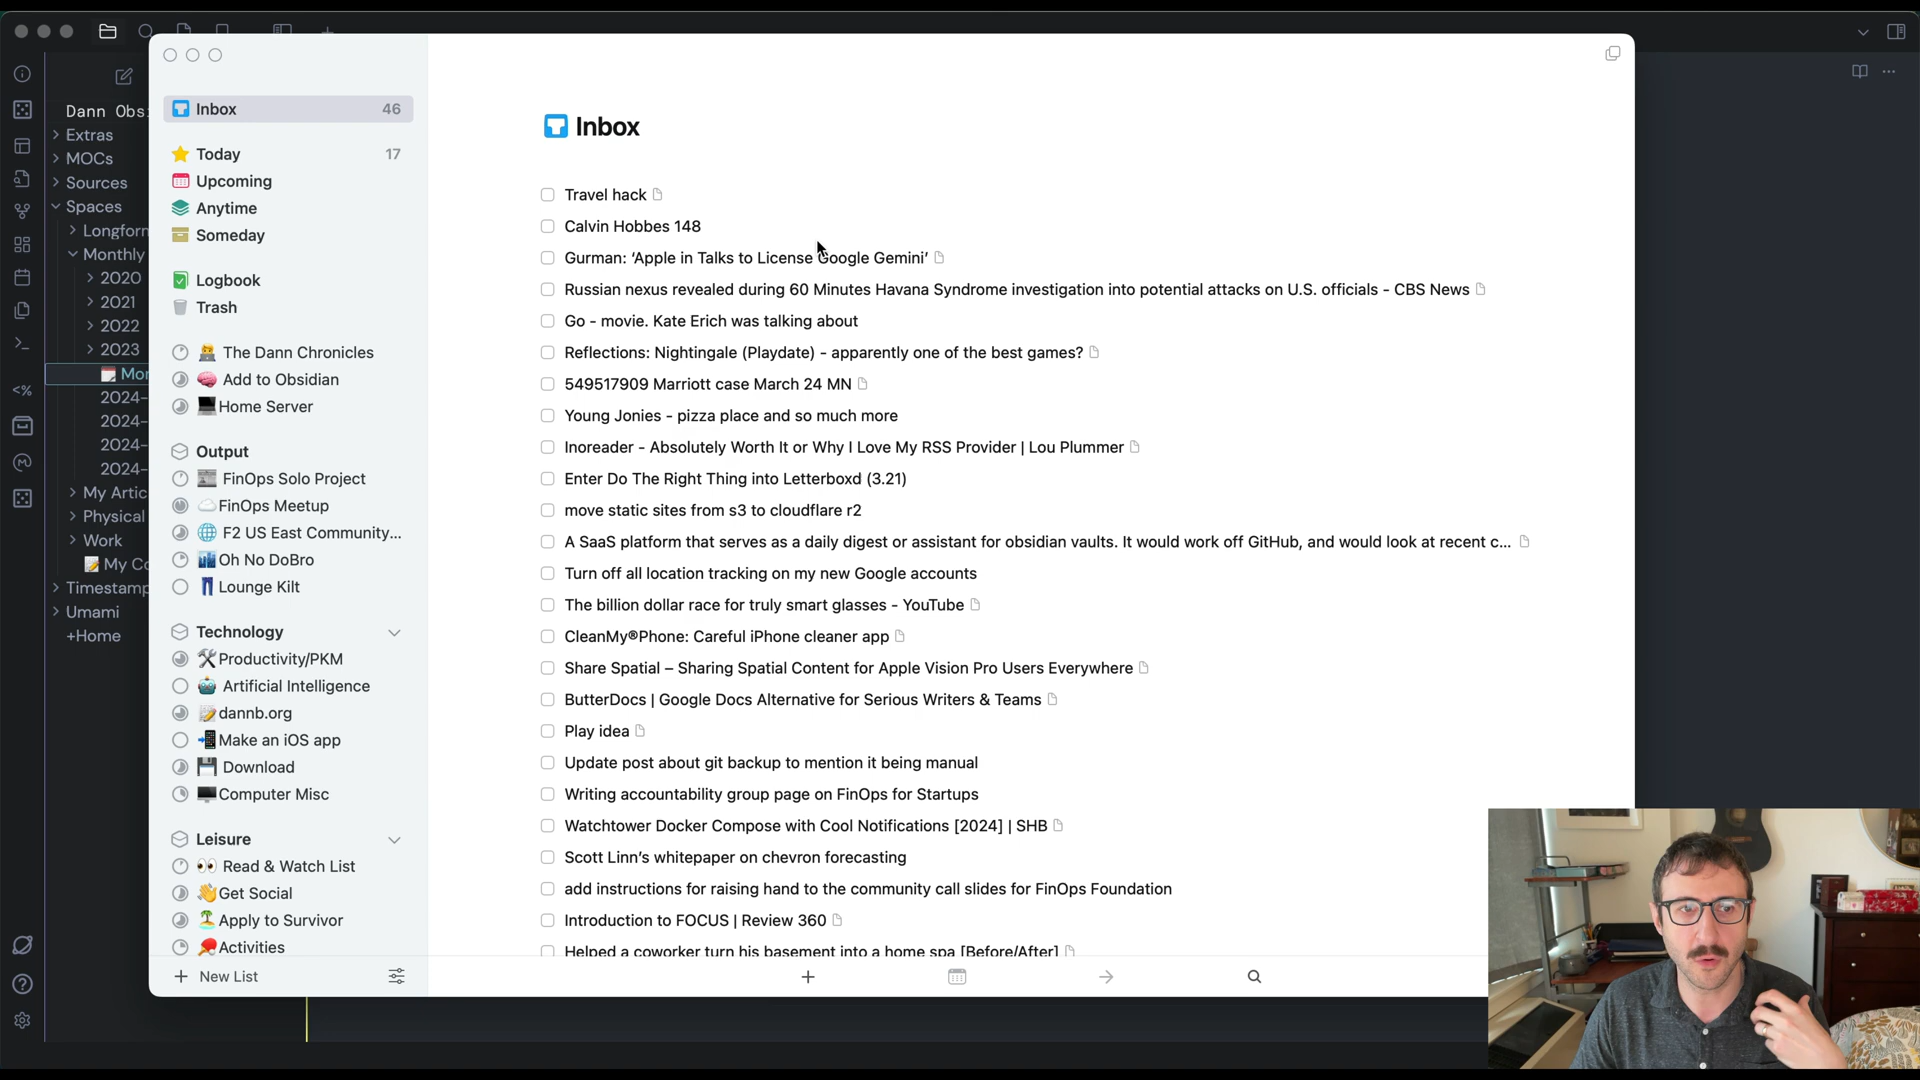 Dann Obs
Extras
MOCs
Sources
Spaces
Longform
Monthly
2020
2021
2022
2023
Mon
2024-
2024-
2024-
2024-
My Artic
Physical
Work
My Co
Timestamp
Umami
+Home
Inbox 46
Today 17
Upcoming
Anytime
Someday
Logbook
Trash
The Dann Chronicles
Add to Obsidian
Home Server
Output
FinOps Solo Project
FinOps Meetup
F2 US East Community...
Oh No DoBro
Lounge Kilt
Technology
Productivity/PKM
Artificial Intelligence
dannb.org
Make an iOS app
Download
Computer Misc
Leisure
Read & Watch List
Get Social
Apply to Survivor
Activities
+ New List
Inbox
Travel hack
Calvin Hobbes 148
Gurman: ‘Apple in Talks to License Google Gemini’
Russian nexus revealed during 60 Minutes Havana Syndrome investigation into potential attacks on U.S. officials - CBS News
Go - movie. Kate Erich was talking about
Reflections: Nightingale (Playdate) - apparently one of the best games?
549517909 Marriott case March 24 MN
Young Jonies - pizza place and so much more
Inoreader - Absolutely Worth It or Why I Love My RSS Provider | Lou Plummer
Enter Do The Right Thing into Letterboxd (3.21)
move static sites from s3 to cloudflare r2
A SaaS platform that serves as a daily digest or assistant for obsidian vaults. It would work off GitHub, and would look at recent c...
Turn off all location tracking on my new Google accounts
The billion dollar race for truly smart glasses - YouTube
CleanMy®Phone: Careful iPhone cleaner app
Share Spatial – Sharing Spatial Content for Apple Vision Pro Users Everywhere
ButterDocs | Google Docs Alternative for Serious Writers & Teams
Play idea
Update post about git backup to mention it being manual
Writing accountability group page on FinOps for Startups
Watchtower Docker Compose with Cool Notifications [2024] | SHB
Scott Linn’s whitepaper on chevron forecasting
add instructions for raising hand to the community call slides for FinOps Foundation
Introduction to FOCUS | Review 360
Helped a coworker turn his basement into a home spa [Before/After]